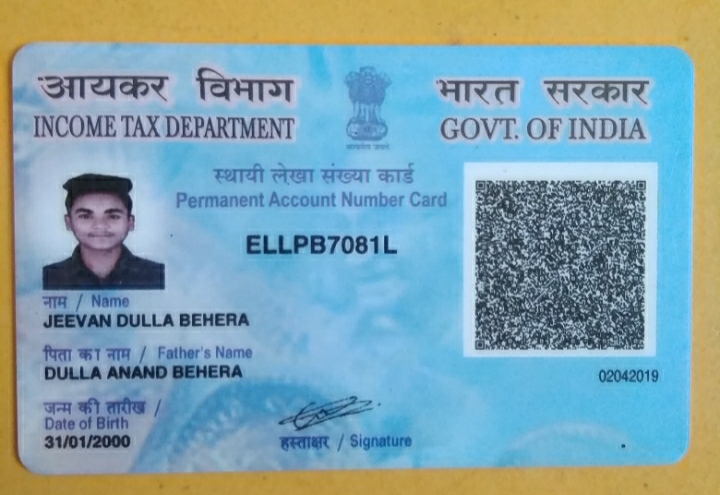 आयकर विभाग
INCOME TAX DEPARTMENT
भारत सरकार
GOVT. OF INDIA
सत्यमेव जयते
स्थायी लेखा संख्या कार्ड
Permanent Account Number Card
ELLPB7081L
नाम / Name
JEEVAN DULLA BEHERA
पिता का नाम / Father's Name
DULLA ANAND BEHERA
जन्म की तारीख /
Date of Birth
31/01/2000
हस्ताक्षर / Signature
02042019